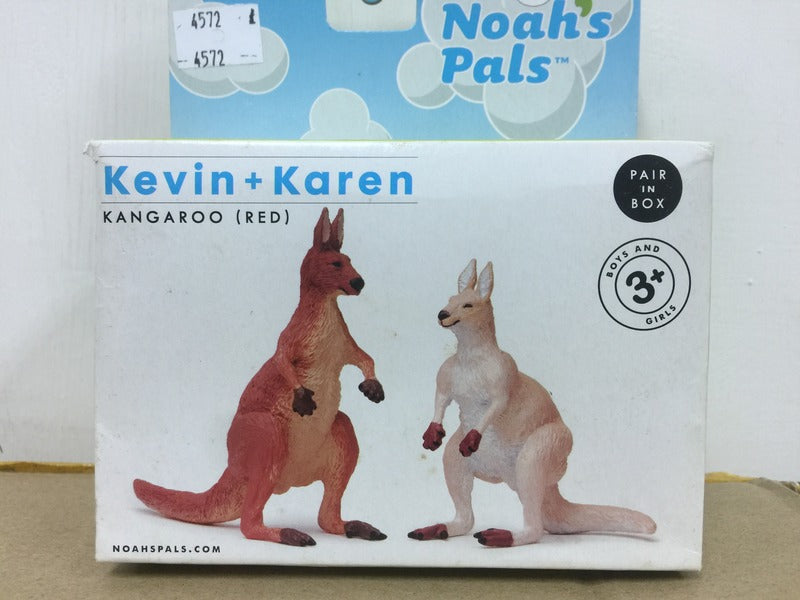 4572
4572
Noah's
Pals™
Kevin + Karen
KANGAROO (RED)
PAIR
IN
BOX
BOYS AND
3+
GIRLS
NOAHSPALS.COM